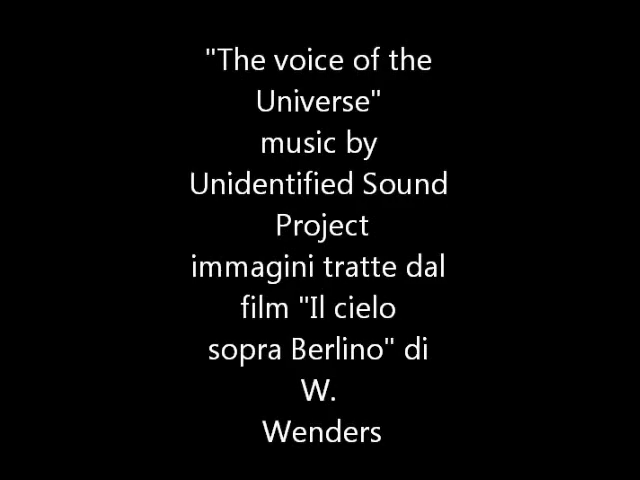 "The voice of the
Universe"
music by
Unidentified Sound
Project
immagini tratte dal
film "Il cielo
sopra Berlino" di
W.
Wenders